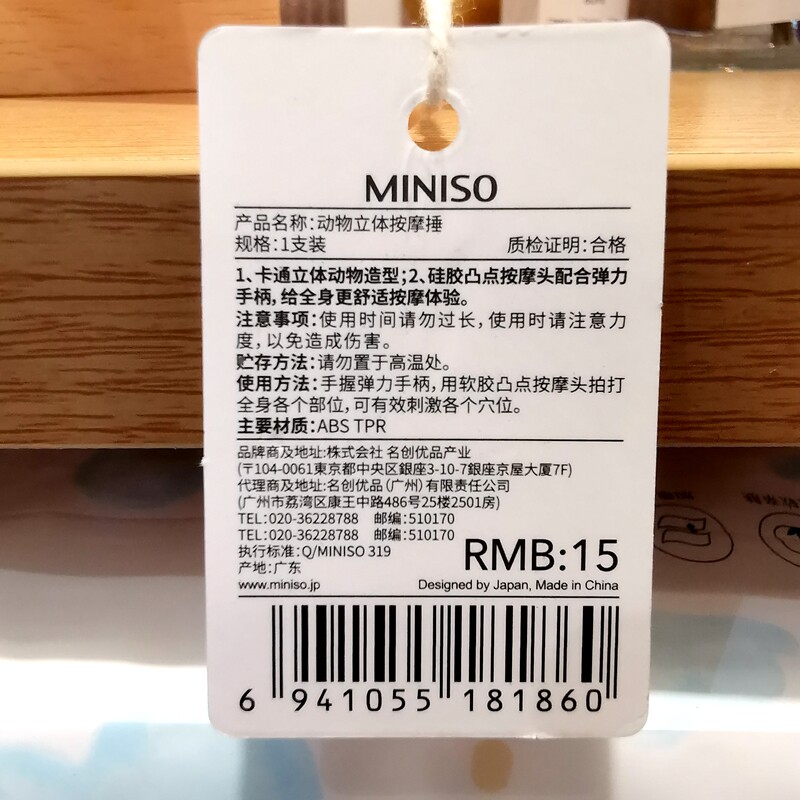 MINISO
产品名称:动物立体按摩捶
规格:1支装 质检证明:合格
1、卡通立体动物造型;2、硅胶凸点按摩头配合弹力
手柄,给全身更舒适按摩体验。
注意事项:使用时间请勿过长,使用时请注意力
度,以免造成伤害。
贮存方法:请勿置于高温处。
使用方法:手握弹力手柄,用软胶凸点按摩头拍打
全身各个部位,可有效刺激各个穴位。
主要材质:ABS TPR
品牌商及地址:株式会社 名创优品产业
(〒104-0061東京都中央区銀座3-10-7銀座京屋大厦7F)
代理商及地址:名创优品(广州)有限责任公司
(广州市荔湾区康王中路486号25楼2501房)
TEL:020-36228788 邮编:510170
TEL:020-36228788 邮编:510170
执行标准:Q/MINISO 319
产地:广东
RMB:15
www.miniso.jp Designed by Japan, Made in China
6 941055 181860